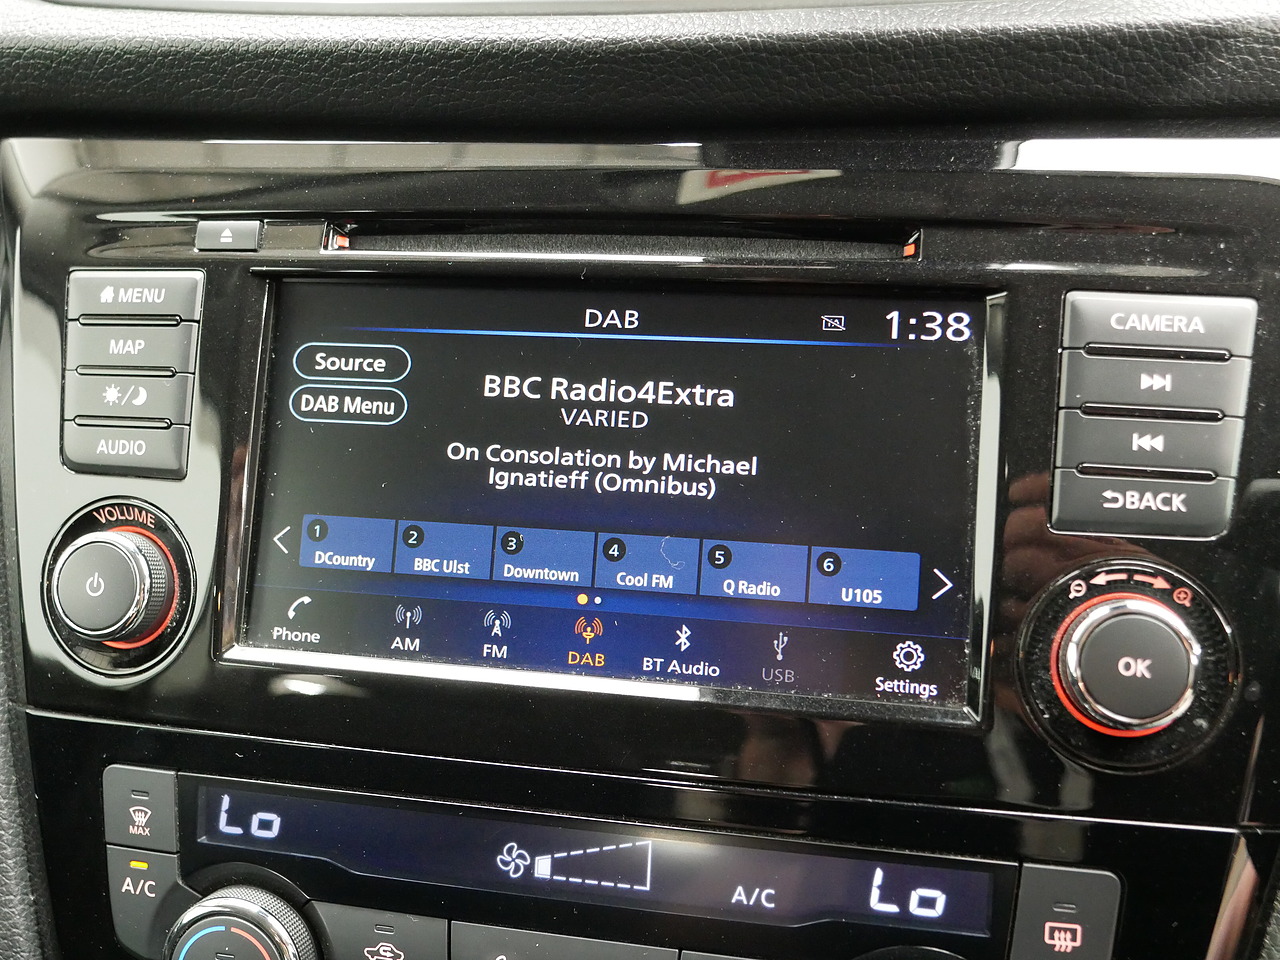 MENU
MAP
AUDIO
VOLUME
DAB
TA
1:38
Source
DAB Menu
BBC Radio4Extra
VARIED
On Consolation by Michael
Ignatieff (Omnibus)
1 DCountry
2 BBC Ulst
3 Downtown
4 Cool FM
5 Q Radio
6 U105
Phone
AM
FM
DAB
BT Audio
USB
Settings
CAMERA
BACK
OK
MAX
A/C
Lo
A/C
Lo